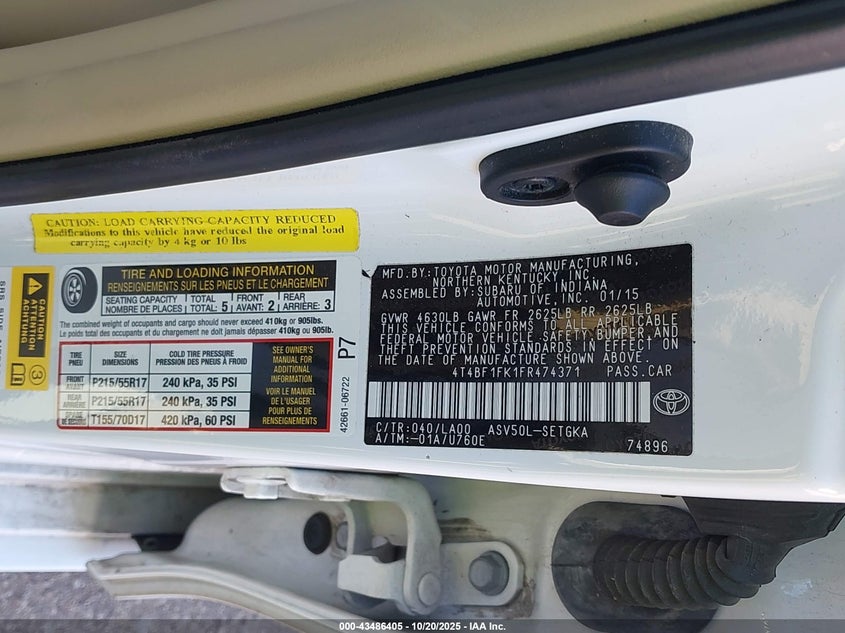 CAUTION: LOAD CARRYING CAPACITY REDUCED
Modifications to this vehicle have reduced the original load
carrying capacity by 4 kg or 10 lbs
CAUTION
TIRE AND LOADING INFORMATION
RENSEIGNEMENTS SUR LES PNEUS ET LE CHARGEMENT
SEATING CAPACITY TOTAL FRONT REAR
NOMBRE DE PLACES TOTAL: 5 AVANT: 2 ARRIÈRE: 3
The combined weight of occupants and cargo should never exceed 410kg or 905lbs.
Le poids total des occupants et du chargement ne doit jamais dépasser 410kg ou 905lb.
TIRE SIZE COLD TIRE PRESSURE
PNEU DIMENSIONS PRESSION DES PNEUS À FROID
FRONT
AVANT P215/55R17 240 kPa, 35 PSI
REAR
ARRIÈRE P215/55R17 240 kPa, 35 PSI
SPARE
DE SECOURS T155/70D17 420 kPa, 60 PSI
SEE OWNER'S
MANUAL FOR
ADDITIONAL
INFORMATION
VOIR LE MANUEL
DE L'USAGER
POUR PLUS DE
RENSEIGNEMENTS
P7
42661-06722
MFD.BY:TOYOTA MOTOR MANUFACTURING,
NORTHERN KENTUCKY, INC.
ASSEMBLED BY:SUBARU OF INDIANA
AUTOMOTIVE, INC. 01/15
GVWR 4630LB GAWR FR 2625LB RR 2625LB
THIS VEHICLE CONFORMS TO ALL APPLICABLE
FEDERAL MOTOR VEHICLE SAFETY, BUMPER, AND
THEFT PREVENTION STANDARDS IN EFFECT ON
THE DATE OF MANUFACTURE SHOWN ABOVE.
4T4BF1FK1FR474371 PASS.CAR
C/TR:040/LA00 ASV50L-SETGKA
A/TM:-01A/U760E
74896
000-43486405 - 10/20/2025 - IAA Inc.